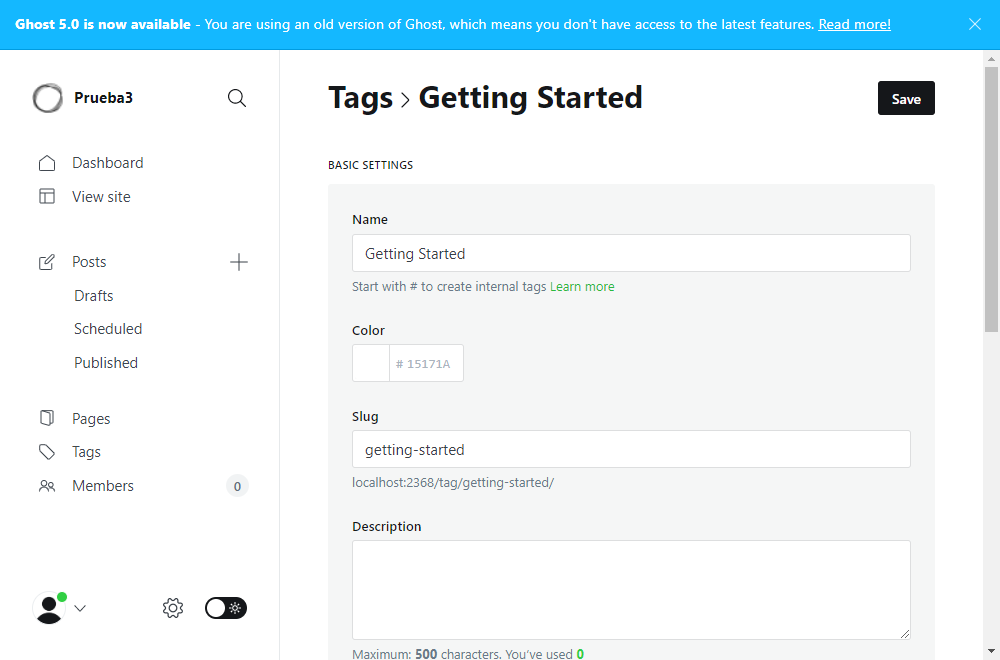 Ghost 5.0 is now available - You are using an old version of Ghost, which means you don't have access to the latest features. Read more!
Prueba3
Dashboard
View site
Posts
Drafts
Scheduled
Published
Pages
Tags
Members
0
Tags > Getting Started
Save
BASIC SETTINGS
Name
Getting Started
Start with # to create internal tags Learn more
Color
# 15171A
Slug
getting-started
localhost:2368/tag/getting-started/
Description
Maximum: 500 characters. You've used 0